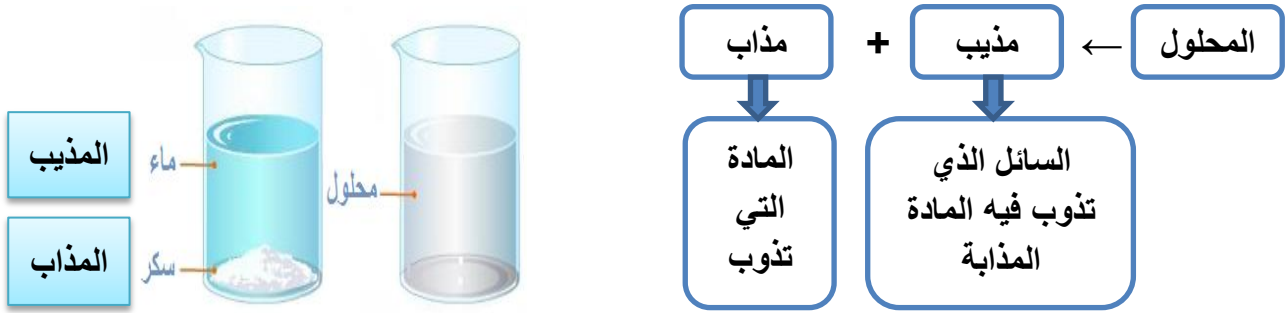 المحلول ← مذيب + مذاب
السائل الذي
تذوب فيه المادة
المذابة
المادة
التي
تذوب
محلول
ماء
سكر
المذيب
المذاب